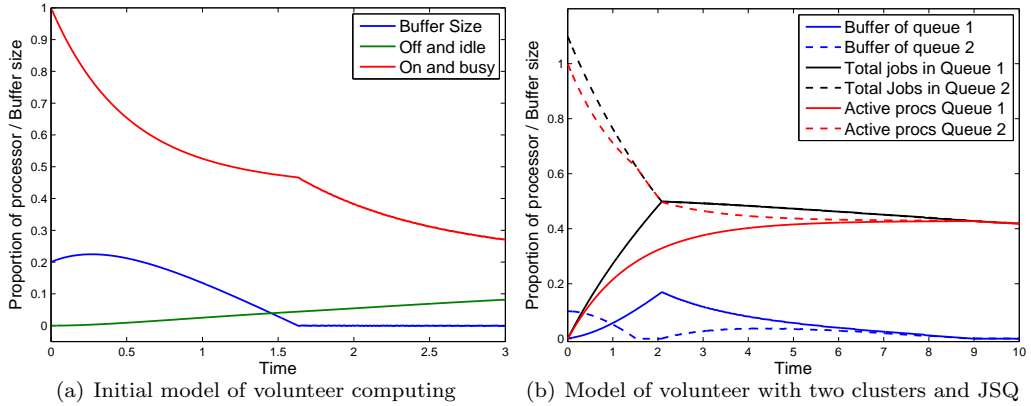 Proportion of processor / Buffer size
1
0.9
0.8
0.7
0.6
0.5
0.4
0.3
0.2
0.1
0
0
0.5
1
1.5
2
2.5
3
Time
Buffer Size
Off and idle
On and busy
(a) Initial model of volunteer computing
Proportion of processor / Buffer size
1
0.8
0.6
0.4
0.2
0
0
1
2
3
4
5
6
7
8
9
10
Time
Buffer of queue 1
Buffer of queue 2
Total jobs in Queue 1
Total Jobs in Queue 2
Active procs Queue 1
Active procs Queue 2
(b) Model of volunteer with two clusters and JSQ